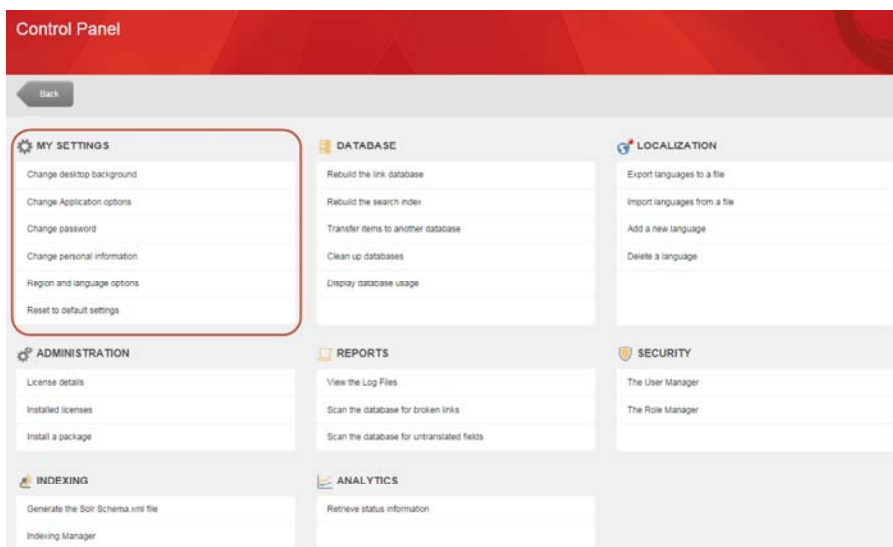 Control Panel
Back
MY SETTINGS
Change desktop background
Change Application options
Change password
Change personal information
Region and language options
Reset to default settings
DATABASE
Rebuild the link database
Rebuild the search index
Transfer items to another database
Clean up databases
Display database usage
LOCALIZATION
Export languages to a file
Import languages from a file
Add a new language
Delete a language
ADMINISTRATION
License details
Installed licenses
Install a package
REPORTS
View the Log Files
Scan the database for broken links
Scan the database for untranslated fields
SECURITY
The User Manager
The Role Manager
INDEXING
Generate the Solr Schema.xml file
Indexing Manager
ANALYTICS
Retrieve status information